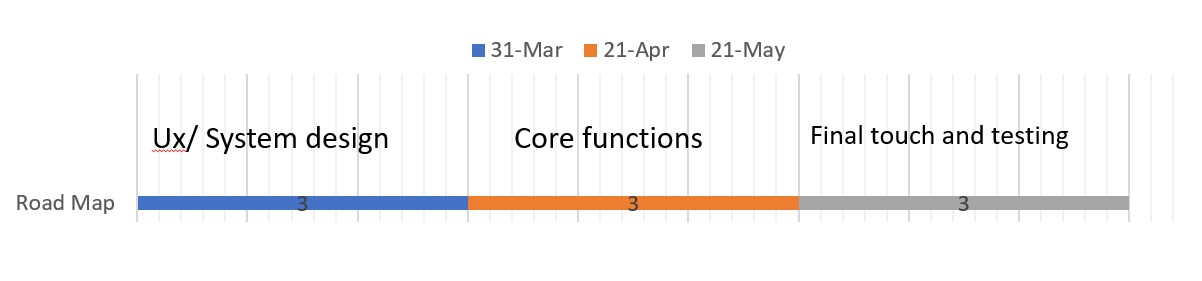 31-Mar 21-Apr 21-May
Ux/ System design Core functions Final touch and testing
Road Map 3 3 3